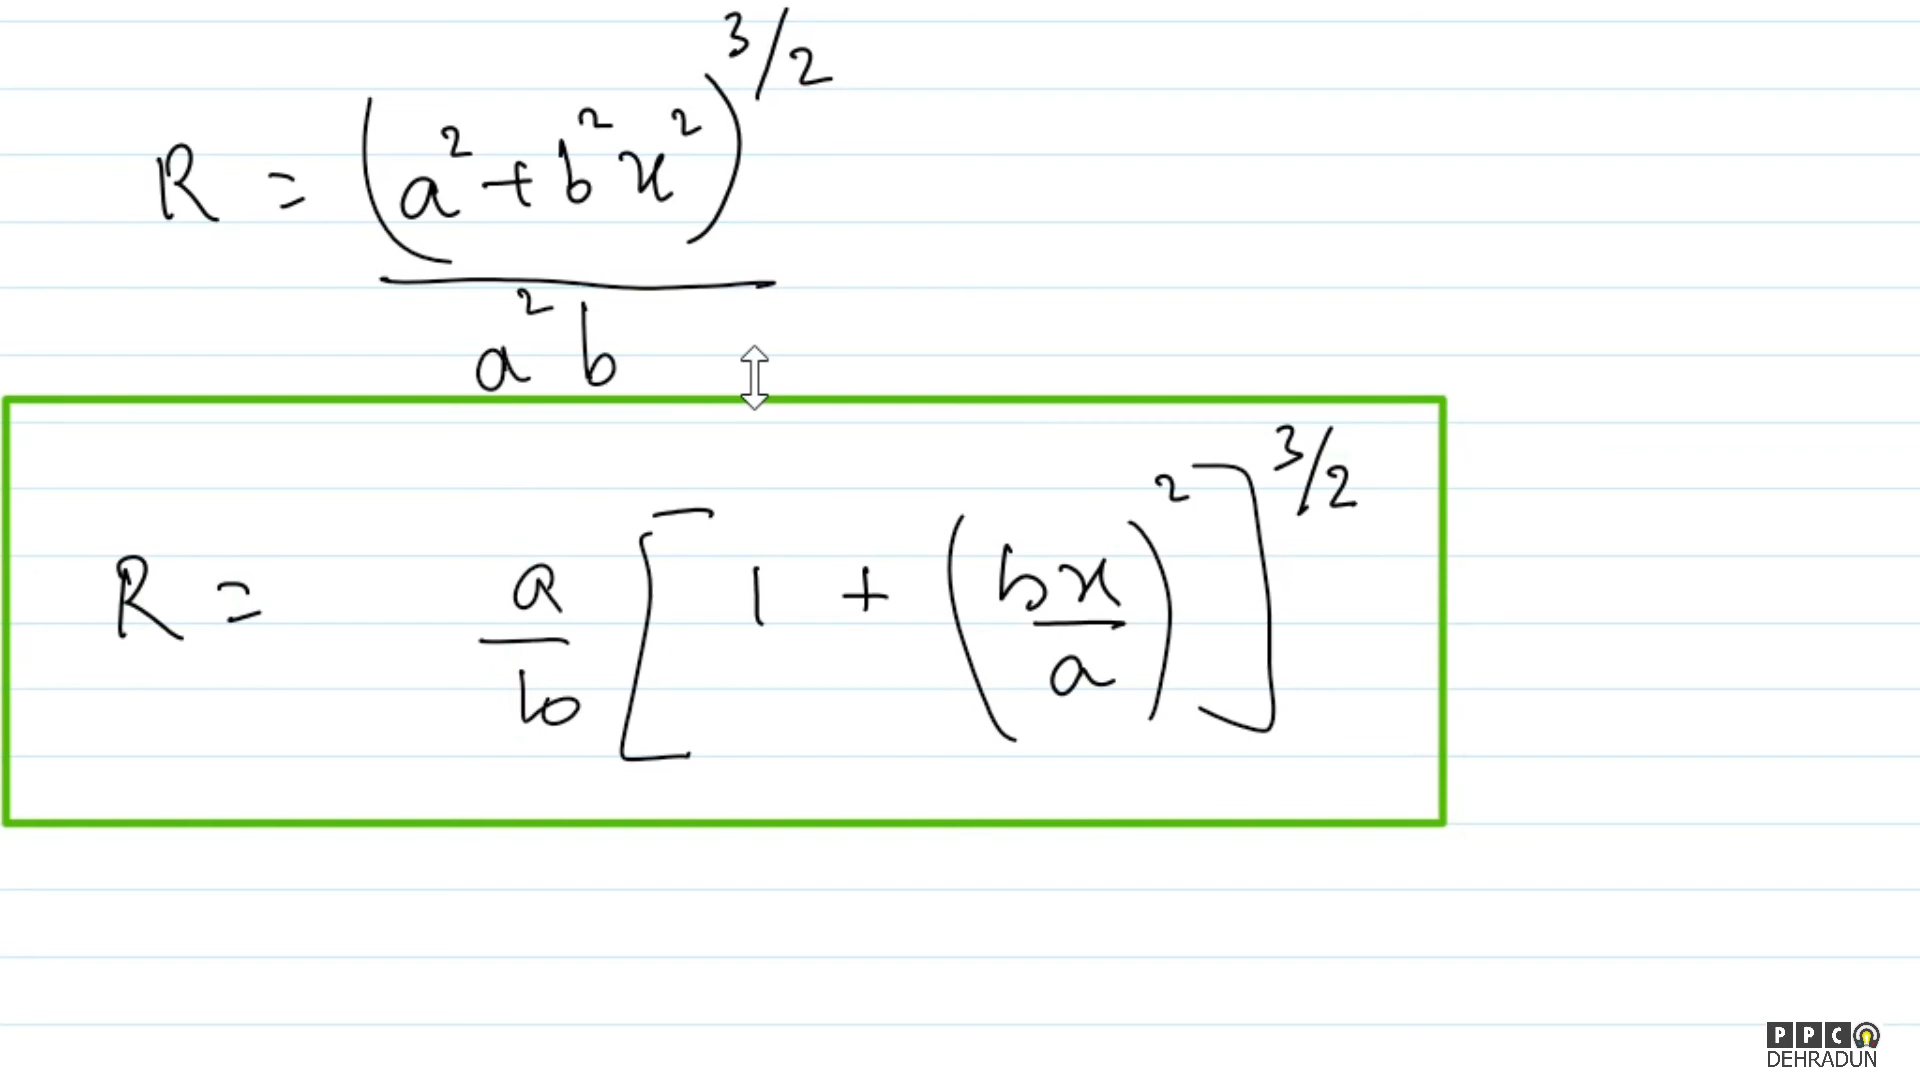 R = (a² + b²x²)^3/2
a²b
R = a/b [1 + (bx/a)²]^3/2
PPC
DEHRADUN